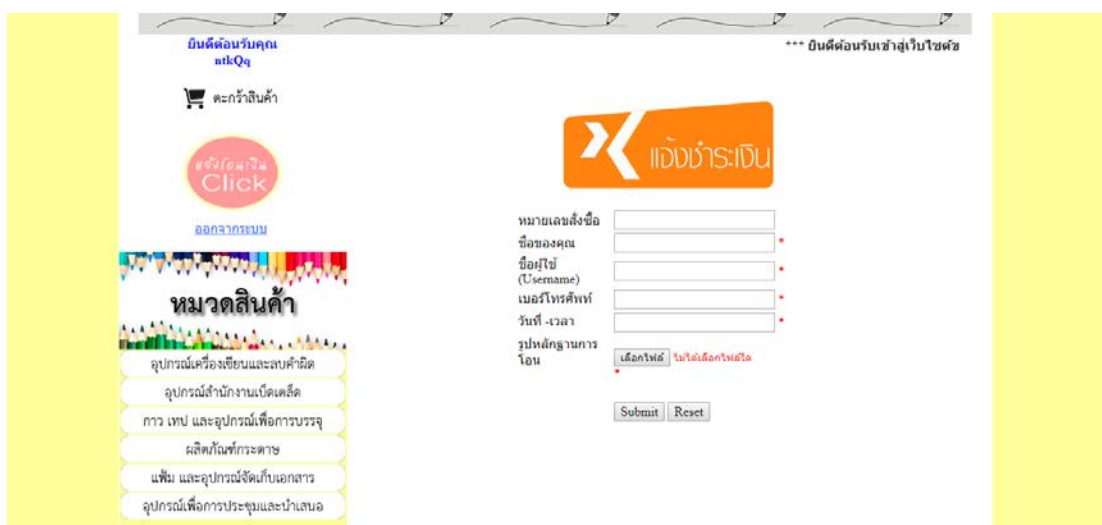 ยินดีต้อนรับคุณ
ntkQq
*** ยินดีต้อนรับเข้าสู่เว็บไซต์ข
ตะกร้าสินค้า
แจ้งโอนเงิน
Click
ออกจากระบบ
หมวดสินค้า
อุปกรณ์เครื่องเขียนและลบคำผิด
อุปกรณ์สำนักงานเบ็ดเตล็ด
กาว เทป และอุปกรณ์เพื่อการบรรจุ
ผลิตภัณฑ์กระดาษ
แฟ้ม และอุปกรณ์จัดเก็บเอกสาร
อุปกรณ์เพื่อการประชุมและนำเสนอ
แจ้งชำระเงิน
หมายเลขสั่งซื้อ
ชื่อของคุณ *
ชื่อผู้ใช้
(Username) *
เบอร์โทรศัพท์ *
วันที่ -เวลา *
รูปหลักฐานการ
โอน
เลือกไฟล์ ไม่ได้เลือกไฟล์ใด
*
Submit Reset